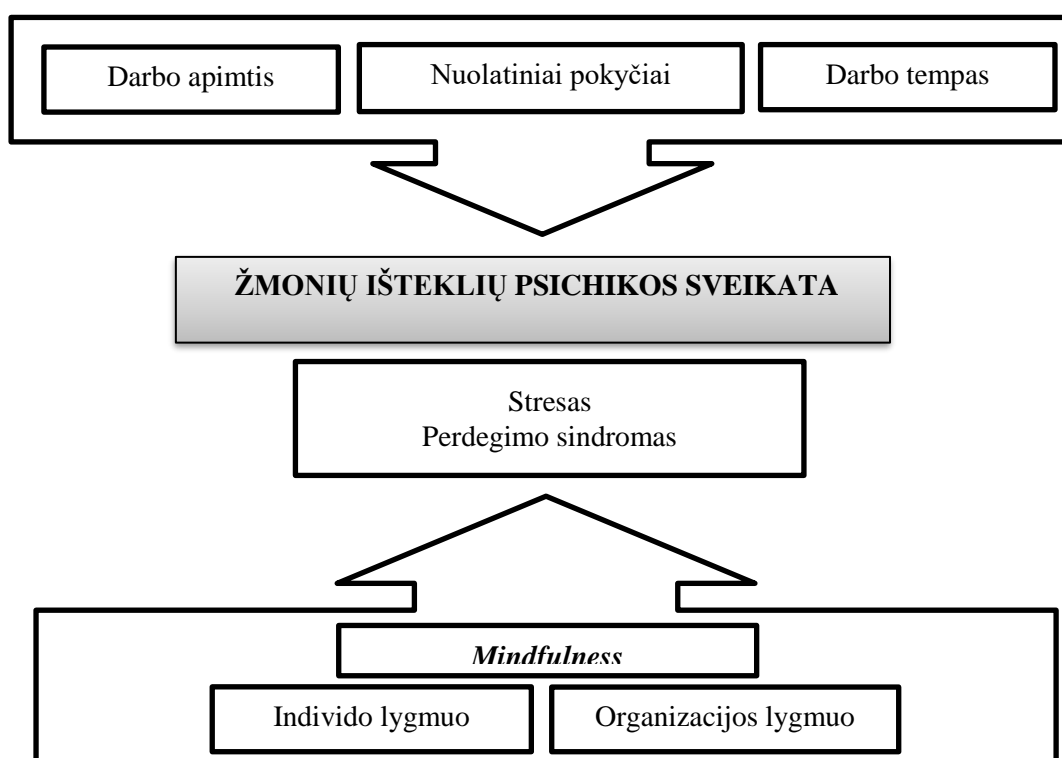 Darbo apimtis
Nuolatiniai pokyčiai
Darbo tempas
ŽMONIŲ IŠTEKLIŲ PSICHIKOS SVEIKATA
Stresas
Perdegimo sindromas
Mindfulness
Individo lygmuo
Organizacijos lygmuo